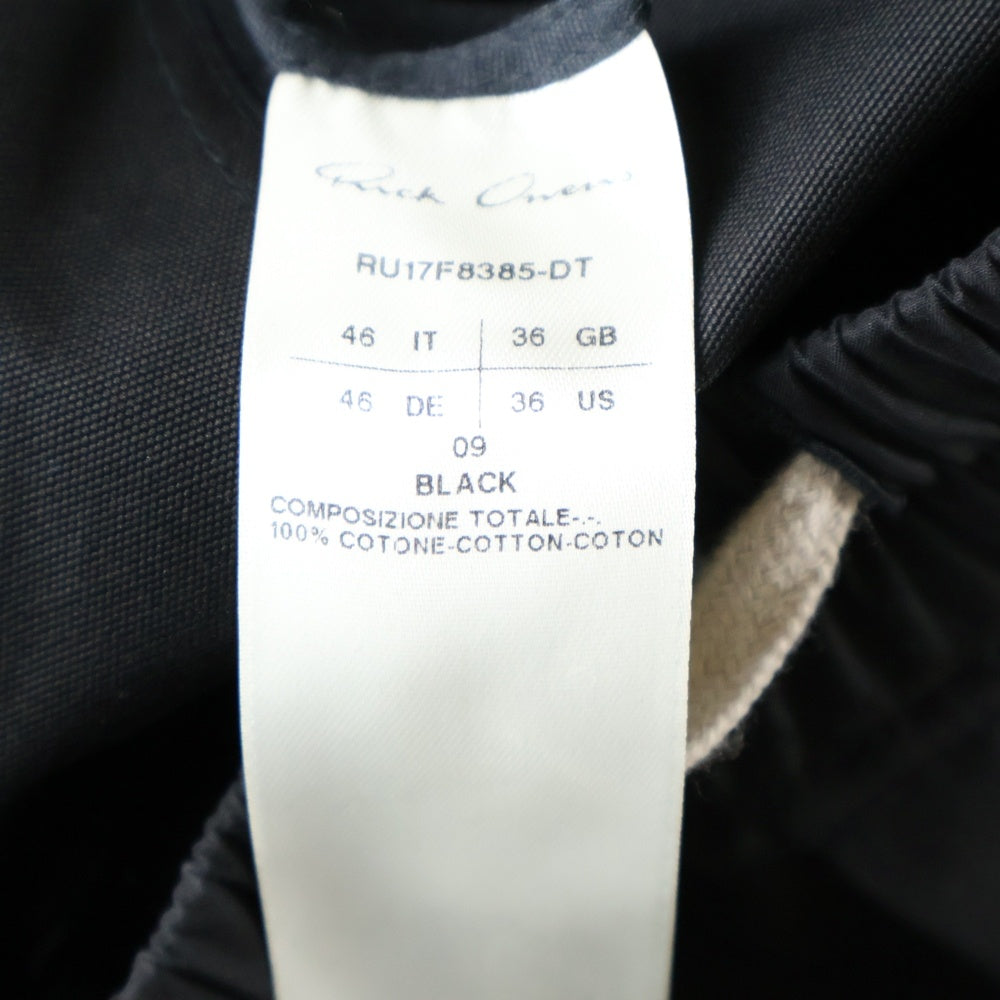 Rick Owens
RU17F8385-DT
46 IT 36 GB
46 DE 36 US
09
BLACK
COMPOSIZIONE TOTALE-.-.
100% COTONE-COTTON-COTON